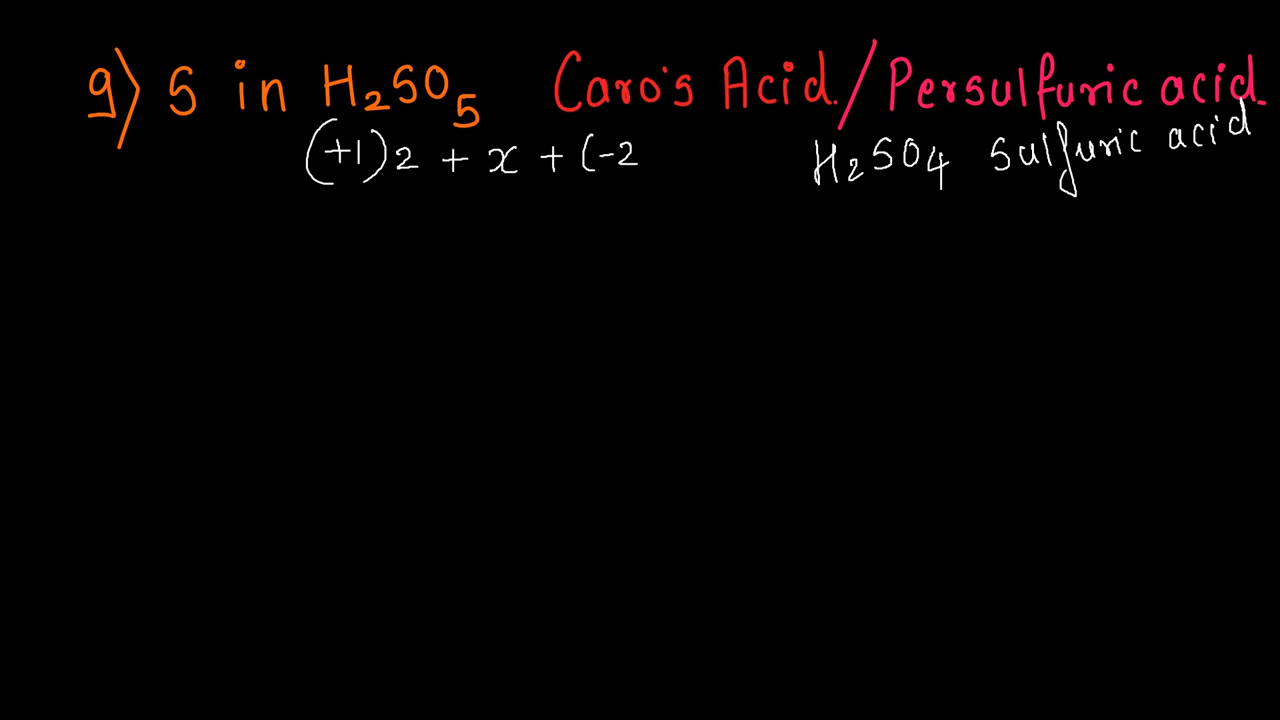 9) S in H₂SO₅ Caro's Acid. / Persulfuric acid.
(+1)2 + x + (-2 H₂SO₄ Sulfuric acid